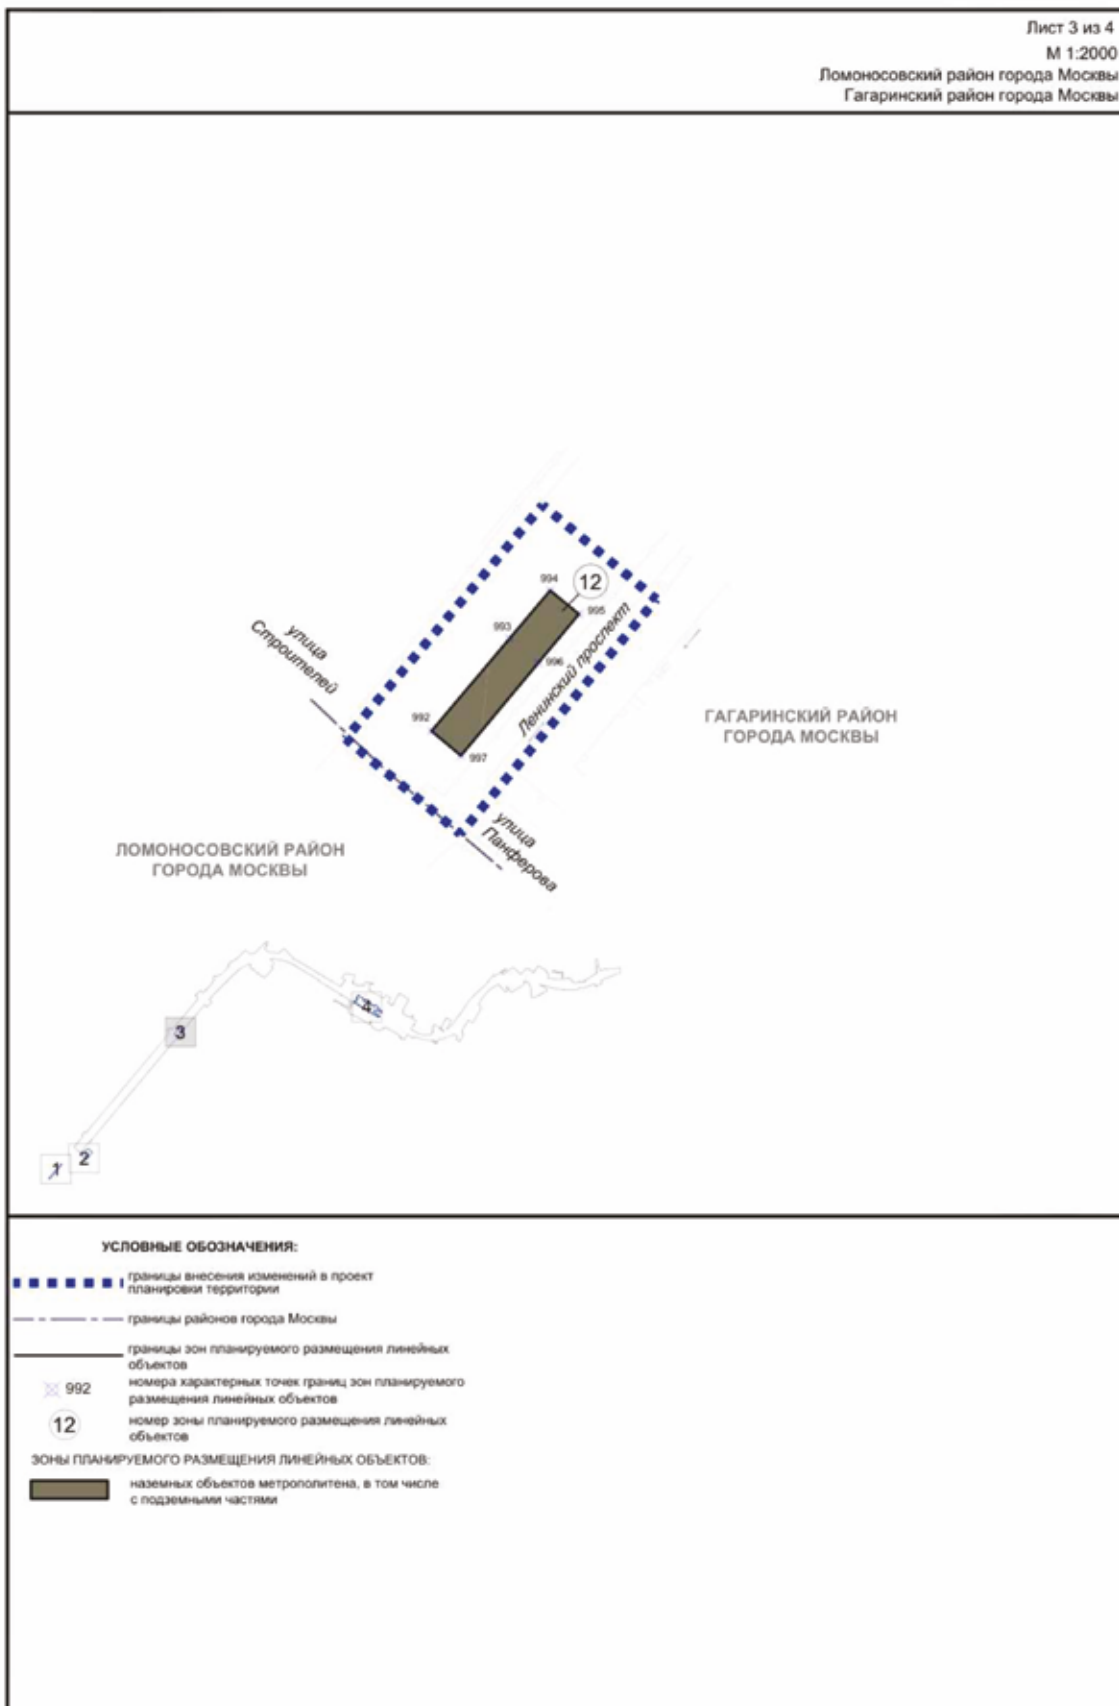 Лист 3 из 4
М 1:2000
Ломоносовский район города Москвы
Гагаринский район города Москвы
994
12
995
993
996
улица
Строителей
Ленинский проспект
992
997
ГАГАРИНСКИЙ РАЙОН
ГОРОДА МОСКВЫ
улица
Панферова
ЛОМОНОСОВСКИЙ РАЙОН
ГОРОДА МОСКВЫ
4
3
2
1
УСЛОВНЫЕ ОБОЗНАЧЕНИЯ:
границы внесения изменений в проект
планировки территории
границы районов города Москвы
границы зон планируемого размещения линейных
объектов
992
номера характерных точек границ зон планируемого
размещения линейных объектов
12
номер зоны планируемого размещения линейных
объектов
ЗОНЫ ПЛАНИРУЕМОГО РАЗМЕЩЕНИЯ ЛИНЕЙНЫХ ОБЪЕКТОВ:
наземных объектов метрополитена, в том числе
с подземными частями